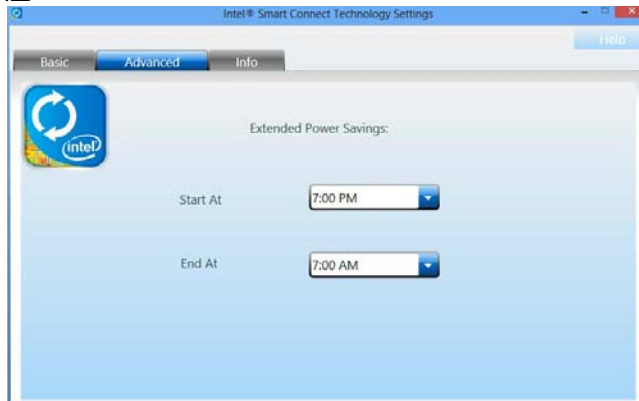 Intel® Smart Connect Technology Settings
Help
Basic Advanced Info
intel
Extended Power Savings:
Start At 7:00 PM
End At 7:00 AM